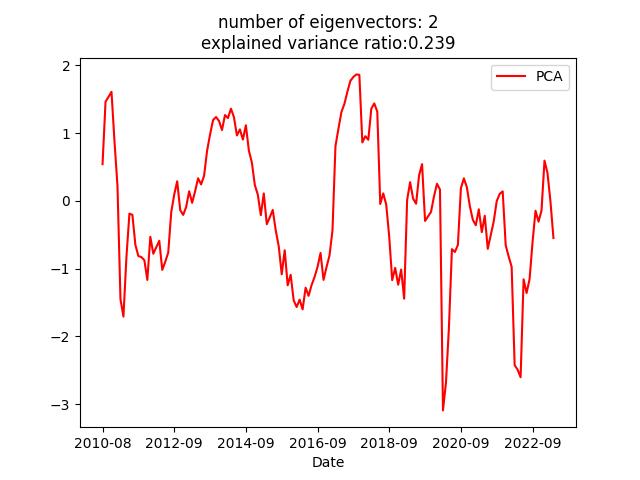 number of eigenvectors: 2
explained variance ratio:0.239
PCA
2
1
0
−1
−2
−3
2010-08 2012-09 2014-09 2016-09 2018-09 2020-09 2022-09
Date